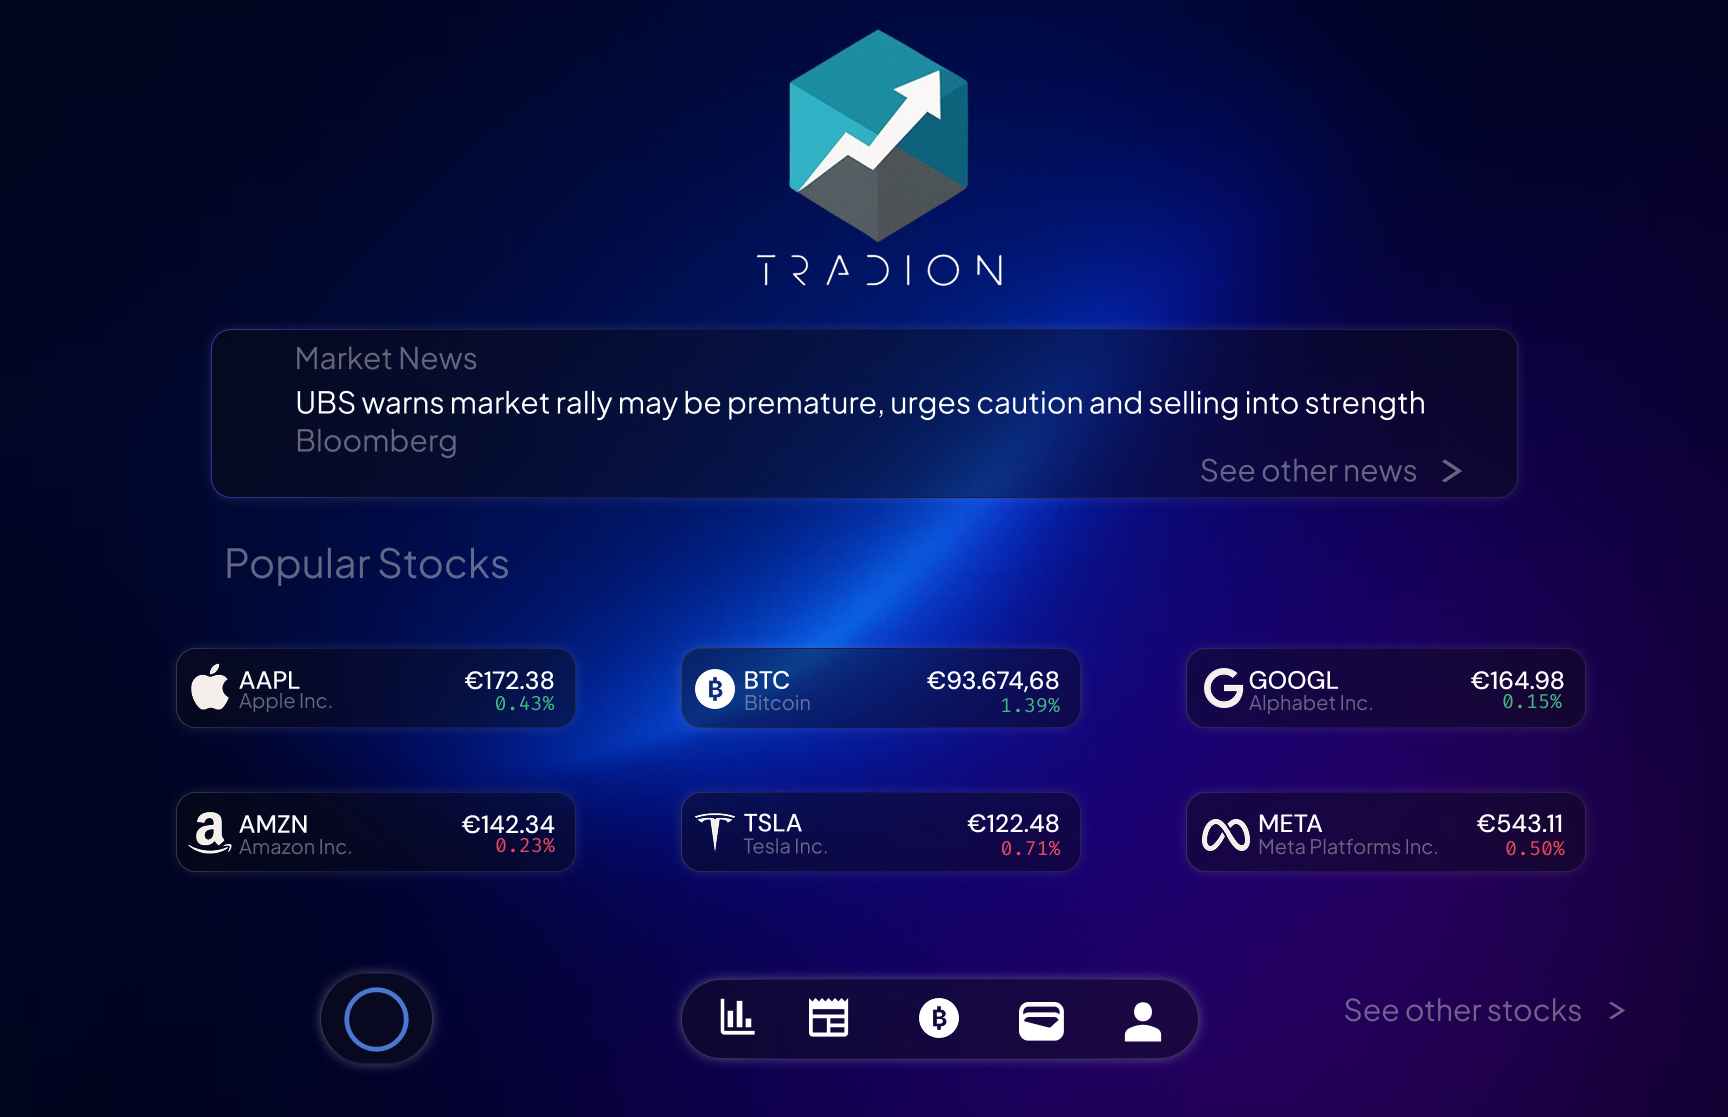 TRADION
Market News
UBS warns market rally may be premature, urges caution and selling into strength
Bloomberg
See other news >
Popular Stocks
AAPL €172.38
Apple Inc. 0.43%
BTC €93.674,68
Bitcoin 1.39%
GOOGL €164.98
Alphabet Inc. 0.15%
AMZN €142.34
Amazon Inc. 0.23%
TSLA €122.48
Tesla Inc. 0.71%
META €543.11
Meta Platforms Inc. 0.50%
See other stocks >